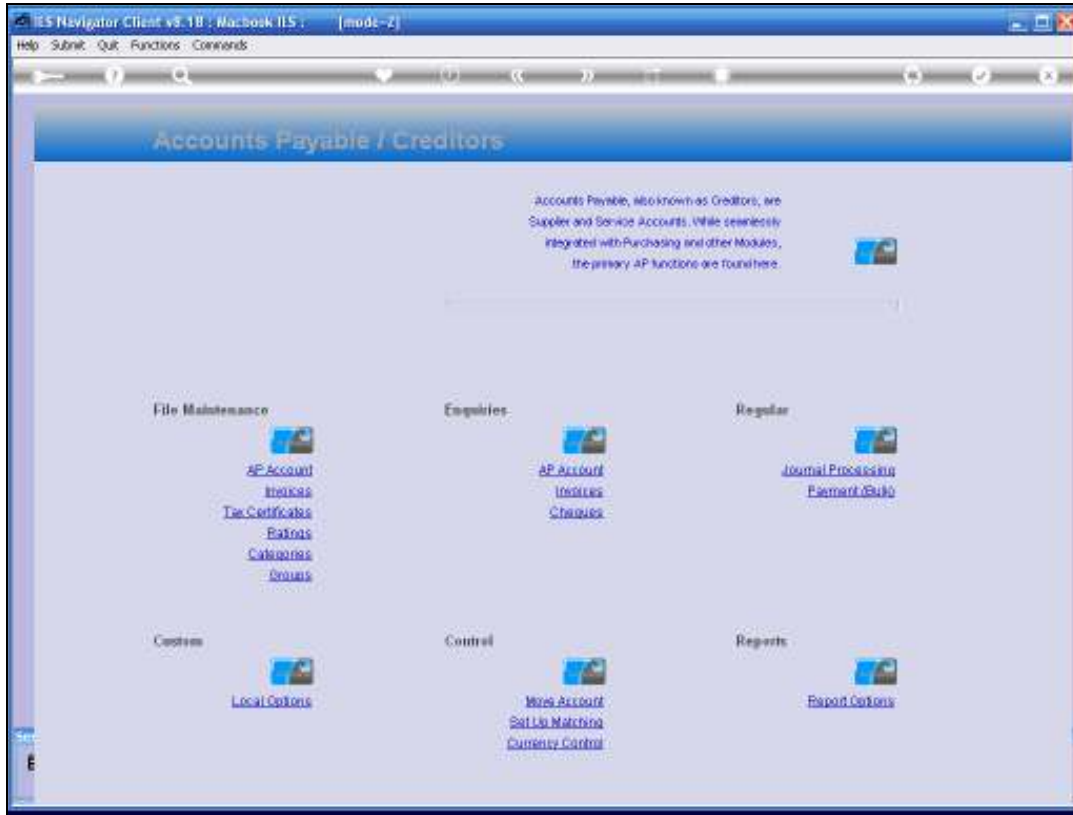 IES Navigator Client v8.1B : Macbook IES : [mode-Z]
Help Submit Quit Functions Commands
Accounts Payable / Creditors
Accounts Payable, also known as Creditors, are
Supplier and Service Accounts. While seamlessly
integrated with Purchasing and other Modules,
the primary AP functions are found here.
File Maintenance
AP Account
Invoices
Tax Certificates
Ratings
Categories
Groups
Enquiries
AP Account
Invoices
Cheques
Regular
Journal Processing
Payment (Bulk)
Custom
Local Options
Control
Move Account
Set Up Matching
Currency Control
Reports
Report Options